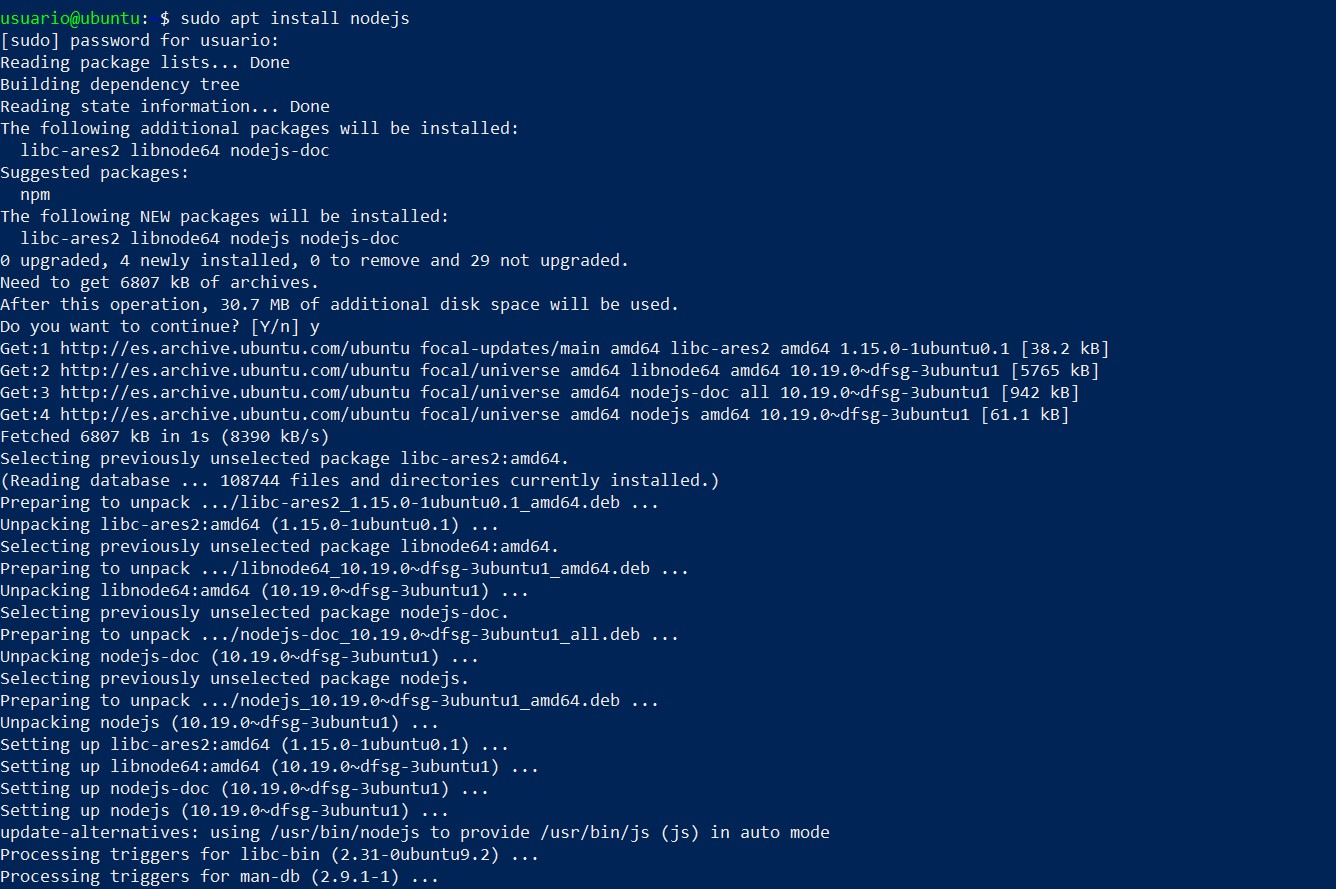 usuario@ubuntu: $ sudo apt install nodejs
[sudo] password for usuario:
Reading package lists... Done
Building dependency tree
Reading state information... Done
The following additional packages will be installed:
  libc-ares2 libnode64 nodejs-doc
Suggested packages:
  npm
The following NEW packages will be installed:
  libc-ares2 libnode64 nodejs nodejs-doc
0 upgraded, 4 newly installed, 0 to remove and 29 not upgraded.
Need to get 6807 kB of archives.
After this operation, 30.7 MB of additional disk space will be used.
Do you want to continue? [Y/n] y
Get:1 http://es.archive.ubuntu.com/ubuntu focal-updates/main amd64 libc-ares2 amd64 1.15.0-1ubuntu0.1 [38.2 kB]
Get:2 http://es.archive.ubuntu.com/ubuntu focal/universe amd64 libnode64 amd64 10.19.0~dfsg-3ubuntu1 [5765 kB]
Get:3 http://es.archive.ubuntu.com/ubuntu focal/universe amd64 nodejs-doc all 10.19.0~dfsg-3ubuntu1 [942 kB]
Get:4 http://es.archive.ubuntu.com/ubuntu focal/universe amd64 nodejs amd64 10.19.0~dfsg-3ubuntu1 [61.1 kB]
Fetched 6807 kB in 1s (8390 kB/s)
Selecting previously unselected package libc-ares2:amd64.
(Reading database ... 108744 files and directories currently installed.)
Preparing to unpack .../libc-ares2_1.15.0-1ubuntu0.1_amd64.deb ...
Unpacking libc-ares2:amd64 (1.15.0-1ubuntu0.1) ...
Selecting previously unselected package libnode64:amd64.
Preparing to unpack .../libnode64_10.19.0~dfsg-3ubuntu1_amd64.deb ...
Unpacking libnode64:amd64 (10.19.0~dfsg-3ubuntu1) ...
Selecting previously unselected package nodejs-doc.
Preparing to unpack .../nodejs-doc_10.19.0~dfsg-3ubuntu1_all.deb ...
Unpacking nodejs-doc (10.19.0~dfsg-3ubuntu1) ...
Selecting previously unselected package nodejs.
Preparing to unpack .../nodejs_10.19.0~dfsg-3ubuntu1_amd64.deb ...
Unpacking nodejs (10.19.0~dfsg-3ubuntu1) ...
Setting up libc-ares2:amd64 (1.15.0-1ubuntu0.1) ...
Setting up libnode64:amd64 (10.19.0~dfsg-3ubuntu1) ...
Setting up nodejs-doc (10.19.0~dfsg-3ubuntu1) ...
Setting up nodejs (10.19.0~dfsg-3ubuntu1) ...
update-alternatives: using /usr/bin/nodejs to provide /usr/bin/js (js) in auto mode
Processing triggers for libc-bin (2.31-0ubuntu9.2) ...
Processing triggers for man-db (2.9.1-1) ...